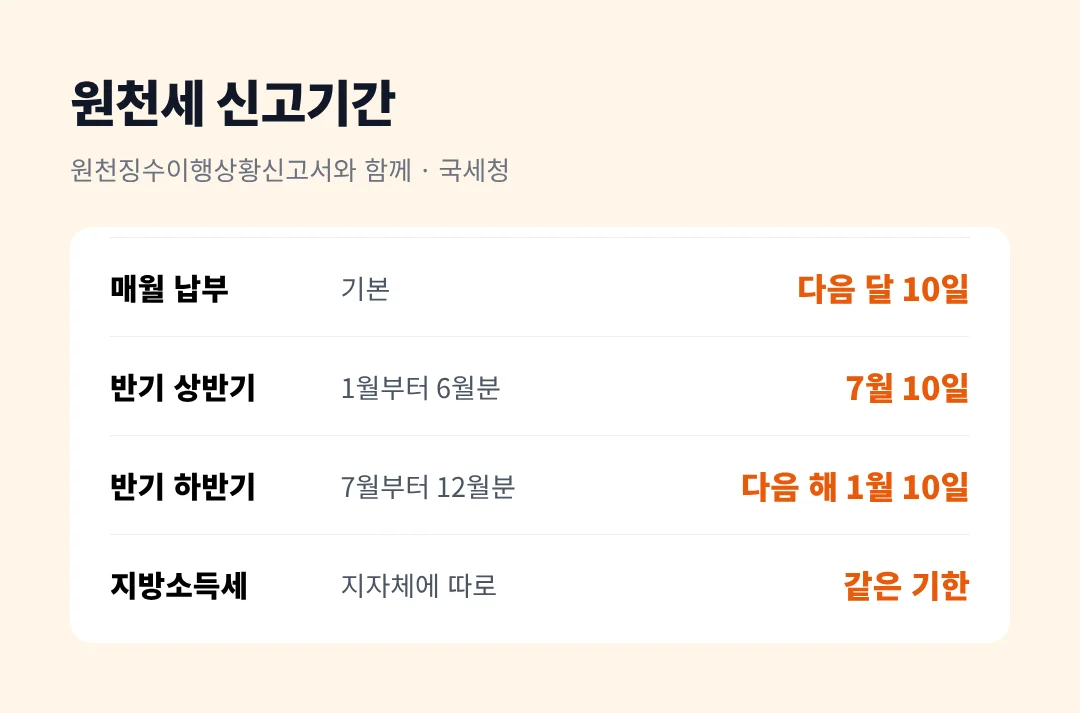 원천세 신고기간
원천징수이행상황신고서와 함께 · 국세청
매월 납부 기본 다음 달 10일
반기 상반기 1월부터 6월분 7월 10일
반기 하반기 7월부터 12월분 다음 해 1월 10일
지방소득세 지자체에 따로 같은 기한